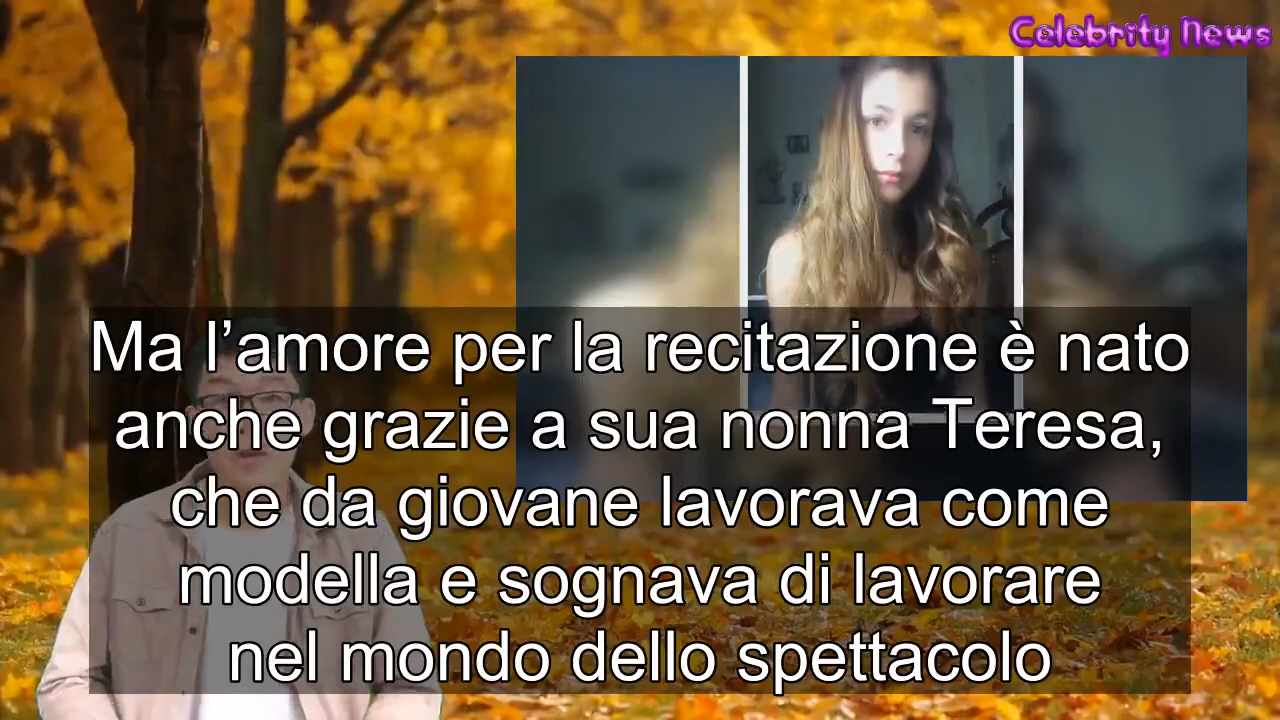 Celebrity News
Ma l’amore per la recitazione è nato
anche grazie a sua nonna Teresa,
che da giovane lavorava come
modella e sognava di lavorare
nel mondo dello spettacolo